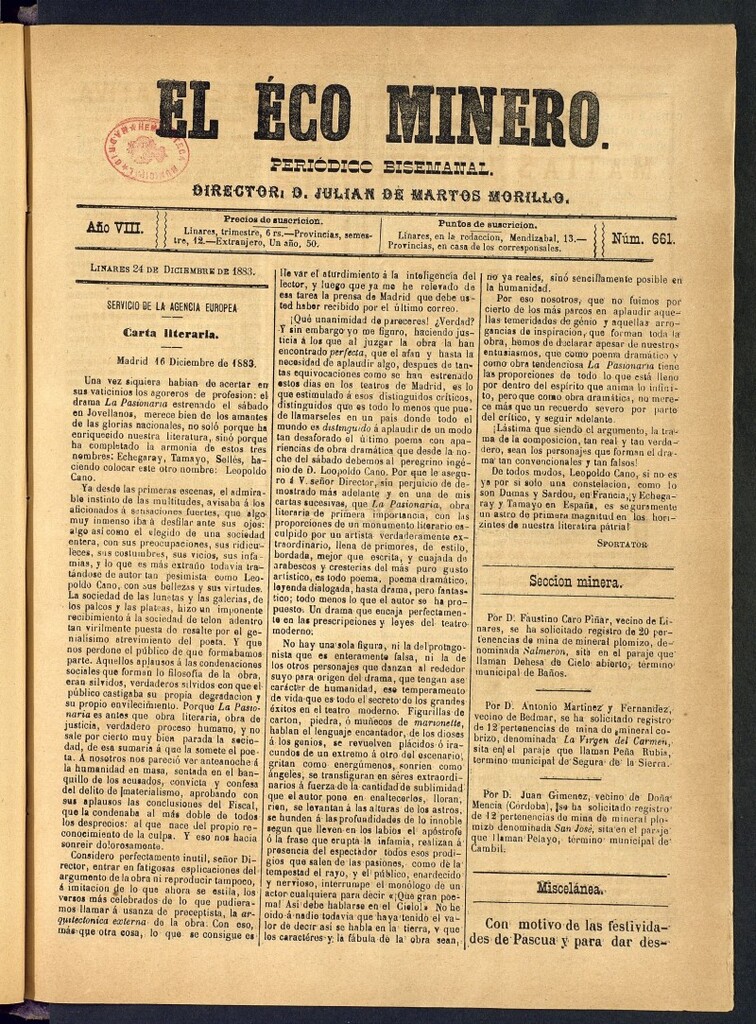 EL ÉCO MINERO.
PERIÓDICO BISEMANAL.
DIRECTOR: D. JULIAN DE MARTOS MORILLO.
Año VIII.
Precios de suscricion.
Linares, trimestre, 6 rs.—Provincias, semes-
tre, 12.—Extranjero, Un año, 50.
Puntos de suscricion.
Linares, en la redaccion, Mendizabal, 13.—
Provincias, en casa de los corresponsales.
Núm. 661.
LINARES 24 DE DICIEMBRE DE 1883.
SERVICIO DE LA AGENCIA EUROPEA
Carta literaria.
Madrid 16 Diciembre de 1883.
Una vez siquiera habian de acertar en
sus vaticinios los agoreros de profesion: el
drama La Pasionaria estrenado el sábado
en Jovellanos, merece bien de los amantes
de las glorias nacionales, no soló porque ha
enriquecido nuestra literatura, sinó porque
ha completado la armonía de estos tres
nombres: Echegaray, Tamayo, Sellés, ha-
ciendo colocar este otro nombre: Leopoldo
Cano.
Ya desde las primeras escenas, el admira-
ble instinto de las multitudes, avisaba á los
aficionados á sensaciones fuertes, que algo
muy inmenso iba á desfilar ante sus ojos:
algo así como el elegido de una sociedad
entera, con sus preocupaciones, sus ridicu-
leces, sus costumbres, sus vicios, sus infa-
mias, y lo que es más extraño todavia tra-
tándose de autor tan pesimista como Leo-
poldo Cano, con sus bellezas y sus virtudes.
La sociedad de las lunetas y las galerías, de
los palcos y las plateas, hizo un imponente
recibimiento á la sociedad de telon adentro
tan virilmente puesta de resalte por el ge-
nialísimo atrevimiento del poeta. Y que
nos perdone el público de que formabamos
parte. Aquellos aplausos á las condenaciones
sociales que forman lo filosofía de la obra,
eran silvidos, verdaderos silvidos con que el
público castigaba su propia degradacion y
su propio envilecimiento. Porque La Pasio-
naria es antes que obra literaria, obra de
justicia, verdadero proceso humano, y no
sale por cierto muy bien parada la socie-
dad, de esa sumaria á que la somete el poe-
ta. A nosotros nos pareció ver anteanoche á
la humanidad en masa, sentada en el ban-
quillo de los acusados, convicta y confesa
del delito de [materialismo, aprobando con
sus aplausos las conclusiones del Fiscal,
que la condenaba al más doble de todos
los desprecios: al que nace del propio re-
conocimiento de la culpa. Y eso nos hacía
sonreir dolorosamente.
Considero perfectamente inutil, señor Di-
rector, entrar en fatigosas esplicaciones del
argumento de la obra ni reproducir tampoco,
á imitacion de lo que ahora se estila, los
versos más celebrados de lo que pudiera-
mos llamar á usanza de preceptista, la ar-
quitectónica externa de la obra. Con eso,
más que otra cosa, lo que se consigue es
lle var el aturdimiento á la inteligencia del
lector, y luego que ya me hc relevado de
esa tarea la prensa de Madrid que debe us-
ted haber recibido por el último correo.
¡Qué unanimidad de pareceres! ¿Verdad?
Y sin embargo yo me figuro, haciendo justi-
cia á los que al juzgar la obra la han
encontrado perfecta, que el afan y hasta la
necesidad de aplaudir algo, despues de tan-
tas equivocaciones como se han estrenado
estos dias en los teatros de Madrid, es lo
que estimulado á esos distinguidos críticos,
distinguidos que es todo lo menos que pue-
de llamarseles en un país donde todo el
mundo es distinguido á aplaudir de un modo
tan desaforado el último poema con apa-
riencias de obra dramática que desde la no-
che del sábado debemos al peregrino ingé-
nio de D. Leopoldo Cano. Por que le asegu-
ro á V. señor Director, sin perjuicio de de-
mostrado más adelante y en una de mis
cartas sucesivas, que La Pasionaria, obra
literaria de primera importancia, con las
proporciones de un monumento literario es-
culpido por un artista verdaderamente ex-
traordinario, llena de primores, de estilo,
bordada, mejor que escrita, y cuajada de
arabescos y cresterías del más puro gusto
artístico, es todo poema, poema dramático,
leyenda dialogada, hasta drama, pero fantas-
tico; todo menos lo que el autor se ha pro-
puesto: Un drama que encaja perfectamen-
te en las prescripciones y leyes del teatro
moderno.
No hay una sola figura, ni la del protago-
nista que es enteramente falsa, ni la de
los otros personajes que danzan al rededor
suyo para orígen del drama, que tengan ase
carácter de humanidad, ese temperamento
de vida que es todo el secreto de los grandes
éxitos en el teatro moderno. Figurillas de
carton, piedra, ó muñecos de marionette,
hablan el lenguaje encantador, de los dioses
á los genios, se revuelven plácidos ó ira-
cundos de un extremo á otro del escenario;
gritan como energúmenos, sonrien como
ángeles, se transfiguran en séres extraordi-
narios á fuerza de la cantidad de sublimidad
que el autor pone en enaltecerlos, lloran,
rien, se levantan á las alturas de los astros,
se hunden á las profundidades de lo innoble
segun que lleven en los labios el apóstrofe
ó la frase que erupta la infamia, realizan á
presencia del espectador todos esos prodi-
gios que salen de las pasiones, como de la
tempestad el rayo, y el público, enardecido
y nervioso, interrumpe el monólogo de un
actor cualquiera para decir «¡Que gran poe-
ma! Así debe hablarse en el Cielo!» No he
oido á nadie todavia que haya tenido el va-
lor de decir así se habla en la tierra, y que
los caractéres y la fábula de la obra sean,
no ya reales, sinó sencillamente posible en
la humanidad.
Por eso nosotros, que no fuimos por
cierto de los más parcos en aplaudir aque-
llas temeridades de génio y aquellas arro-
gancias de inspiracion, que forman toda la
obra, hemos de declarar apesar de nuestros
entusiasmos, que como poema dramático y
como obra tendenciosa La Pasionaria tiene
las proporciones de todo lo que está lleno
por dentro del espíritu que anima lo infini-
to, pero que como obra dramática, no mere-
ce más que un recuerdo severo por parte
del crítico, y seguir adelante.
¡Lástima que siendo el argumento, la tra-
ma de la composicion, tan real y tan verda-
dero, sean los personajes que forman el dra-
ma tan convencionales y tan falsos!
De todos modos, Leopoldo Cano, si no es
ya por si solo una constelacion, como lo
son Dumas y Sardou, en Francia, y Echega-
ray y Tamayo en España, es seguramente
un astro de primera magnitud en los hori-
zintes de nuestra literatura pátria!
SPORTATOR
Seccion minera.
Por D. Faustino Caro Piñar, vecino de Li-
nares, se ha solicitado registro de 20 per-
tenencias de mina de mineral plomizo, de-
nominada Salmeron, sita en el paraje que
llaman Dehesa de Cielo abierto, término
municipal de Baños.
Por D. Antonio Martinez y Fernandez,
vecino de Bedmar, se ha solicitado registro
de 12 pertenencias de mina de mineral co-
brizo, denominada La Vírgen del Carmen,
sita en el paraje que llaman Peña Rubia,
termino municipal de Segura de la Sierra.
Por D. Juan Gimenez, vecino de Doña
Mencia (Córdoba), se ha solicitado registro
de 12 pertenencias de mina de mineral plo-
mizo denominada San José, sita en el paraje
que llaman Pelayo, término municipal de
Cambil.
Miscelánea.
Con motivo de las festivida-
des de Pascua y para dar des-